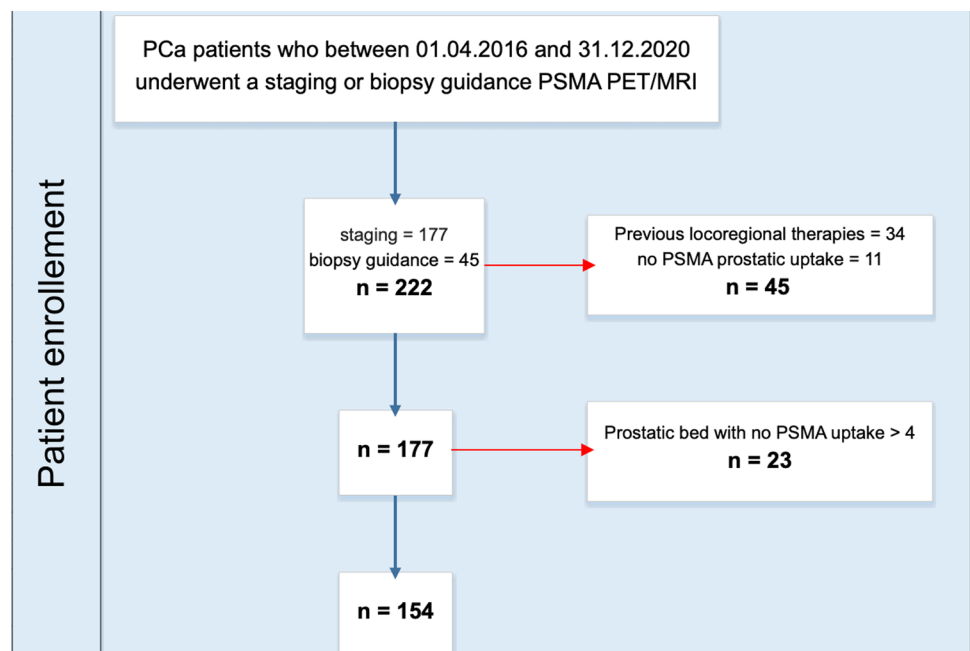 Patient enrollement
PCa patients who between 01.04.2016 and 31.12.2020
underwent a staging or biopsy guidance PSMA PET/MRI
staging = 177
biopsy guidance = 45
n = 222
Previous locoregional therapies = 34
no PSMA prostatic uptake = 11
n = 45
n = 177
Prostatic bed with no PSMA uptake > 4
n = 23
n = 154